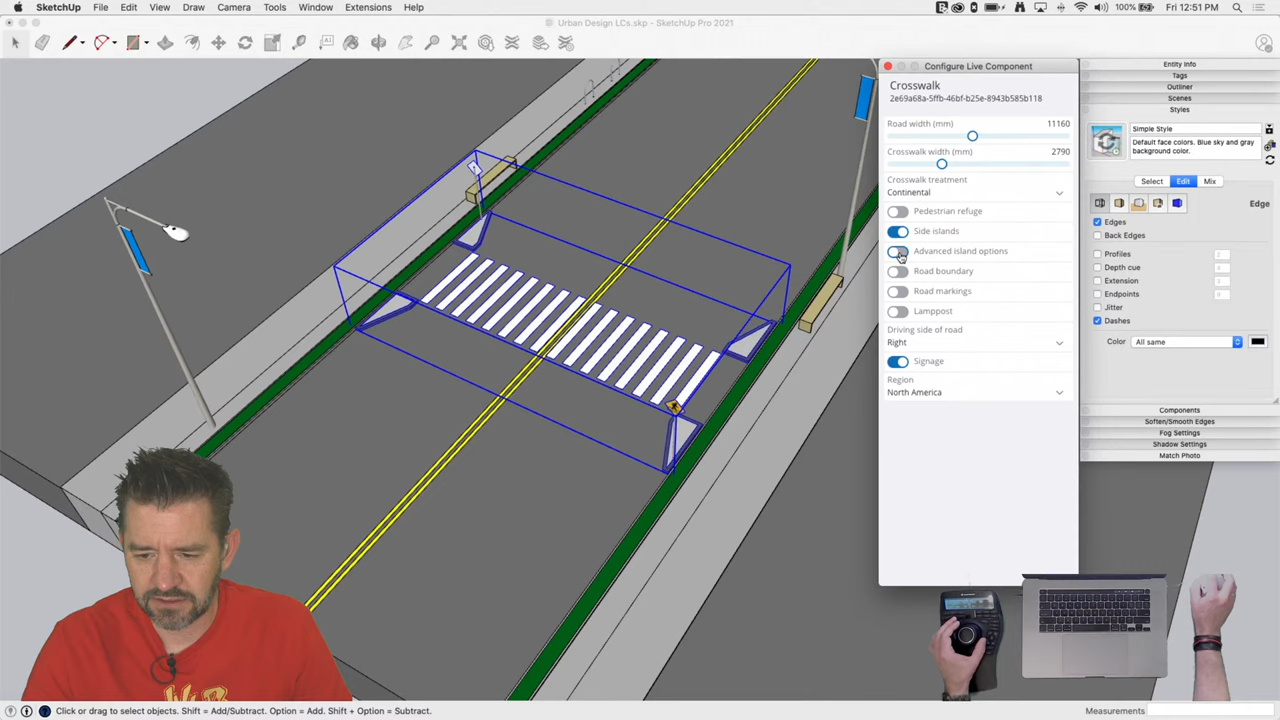 SketchUp File Edit View Draw Camera Tools Window Extensions Help
100% Fri 12:51 PM
Urban Design LCs.skp - SketchUp Pro 2021
Configure Live Component
Crosswalk
2e69a68a-5ffb-46bf-b25e-8943b585b118
Road width (mm) 11160
Crosswalk width (mm) 2790
Crosswalk treatment
Continental
Pedestrian refuge
Side islands
Advanced island options
Road boundary
Road markings
Lamppost
Driving side of road
Right
Signage
Region
North America
Entity Info
Tags
Outliner
Scenes
Styles
Simple Style
Default face colors. Blue sky and gray
background color.
Select Edit Mix
Edge
Edges
Back Edges
Profiles
Depth cue
Extension
Endpoints
Jitter
Dashes
Color All same
Components
Soften/Smooth Edges
Fog Settings
Shadow Settings
Match Photo
Click or drag to select objects. Shift = Add/Subtract. Option = Add. Shift + Option = Subtract.
Measurements